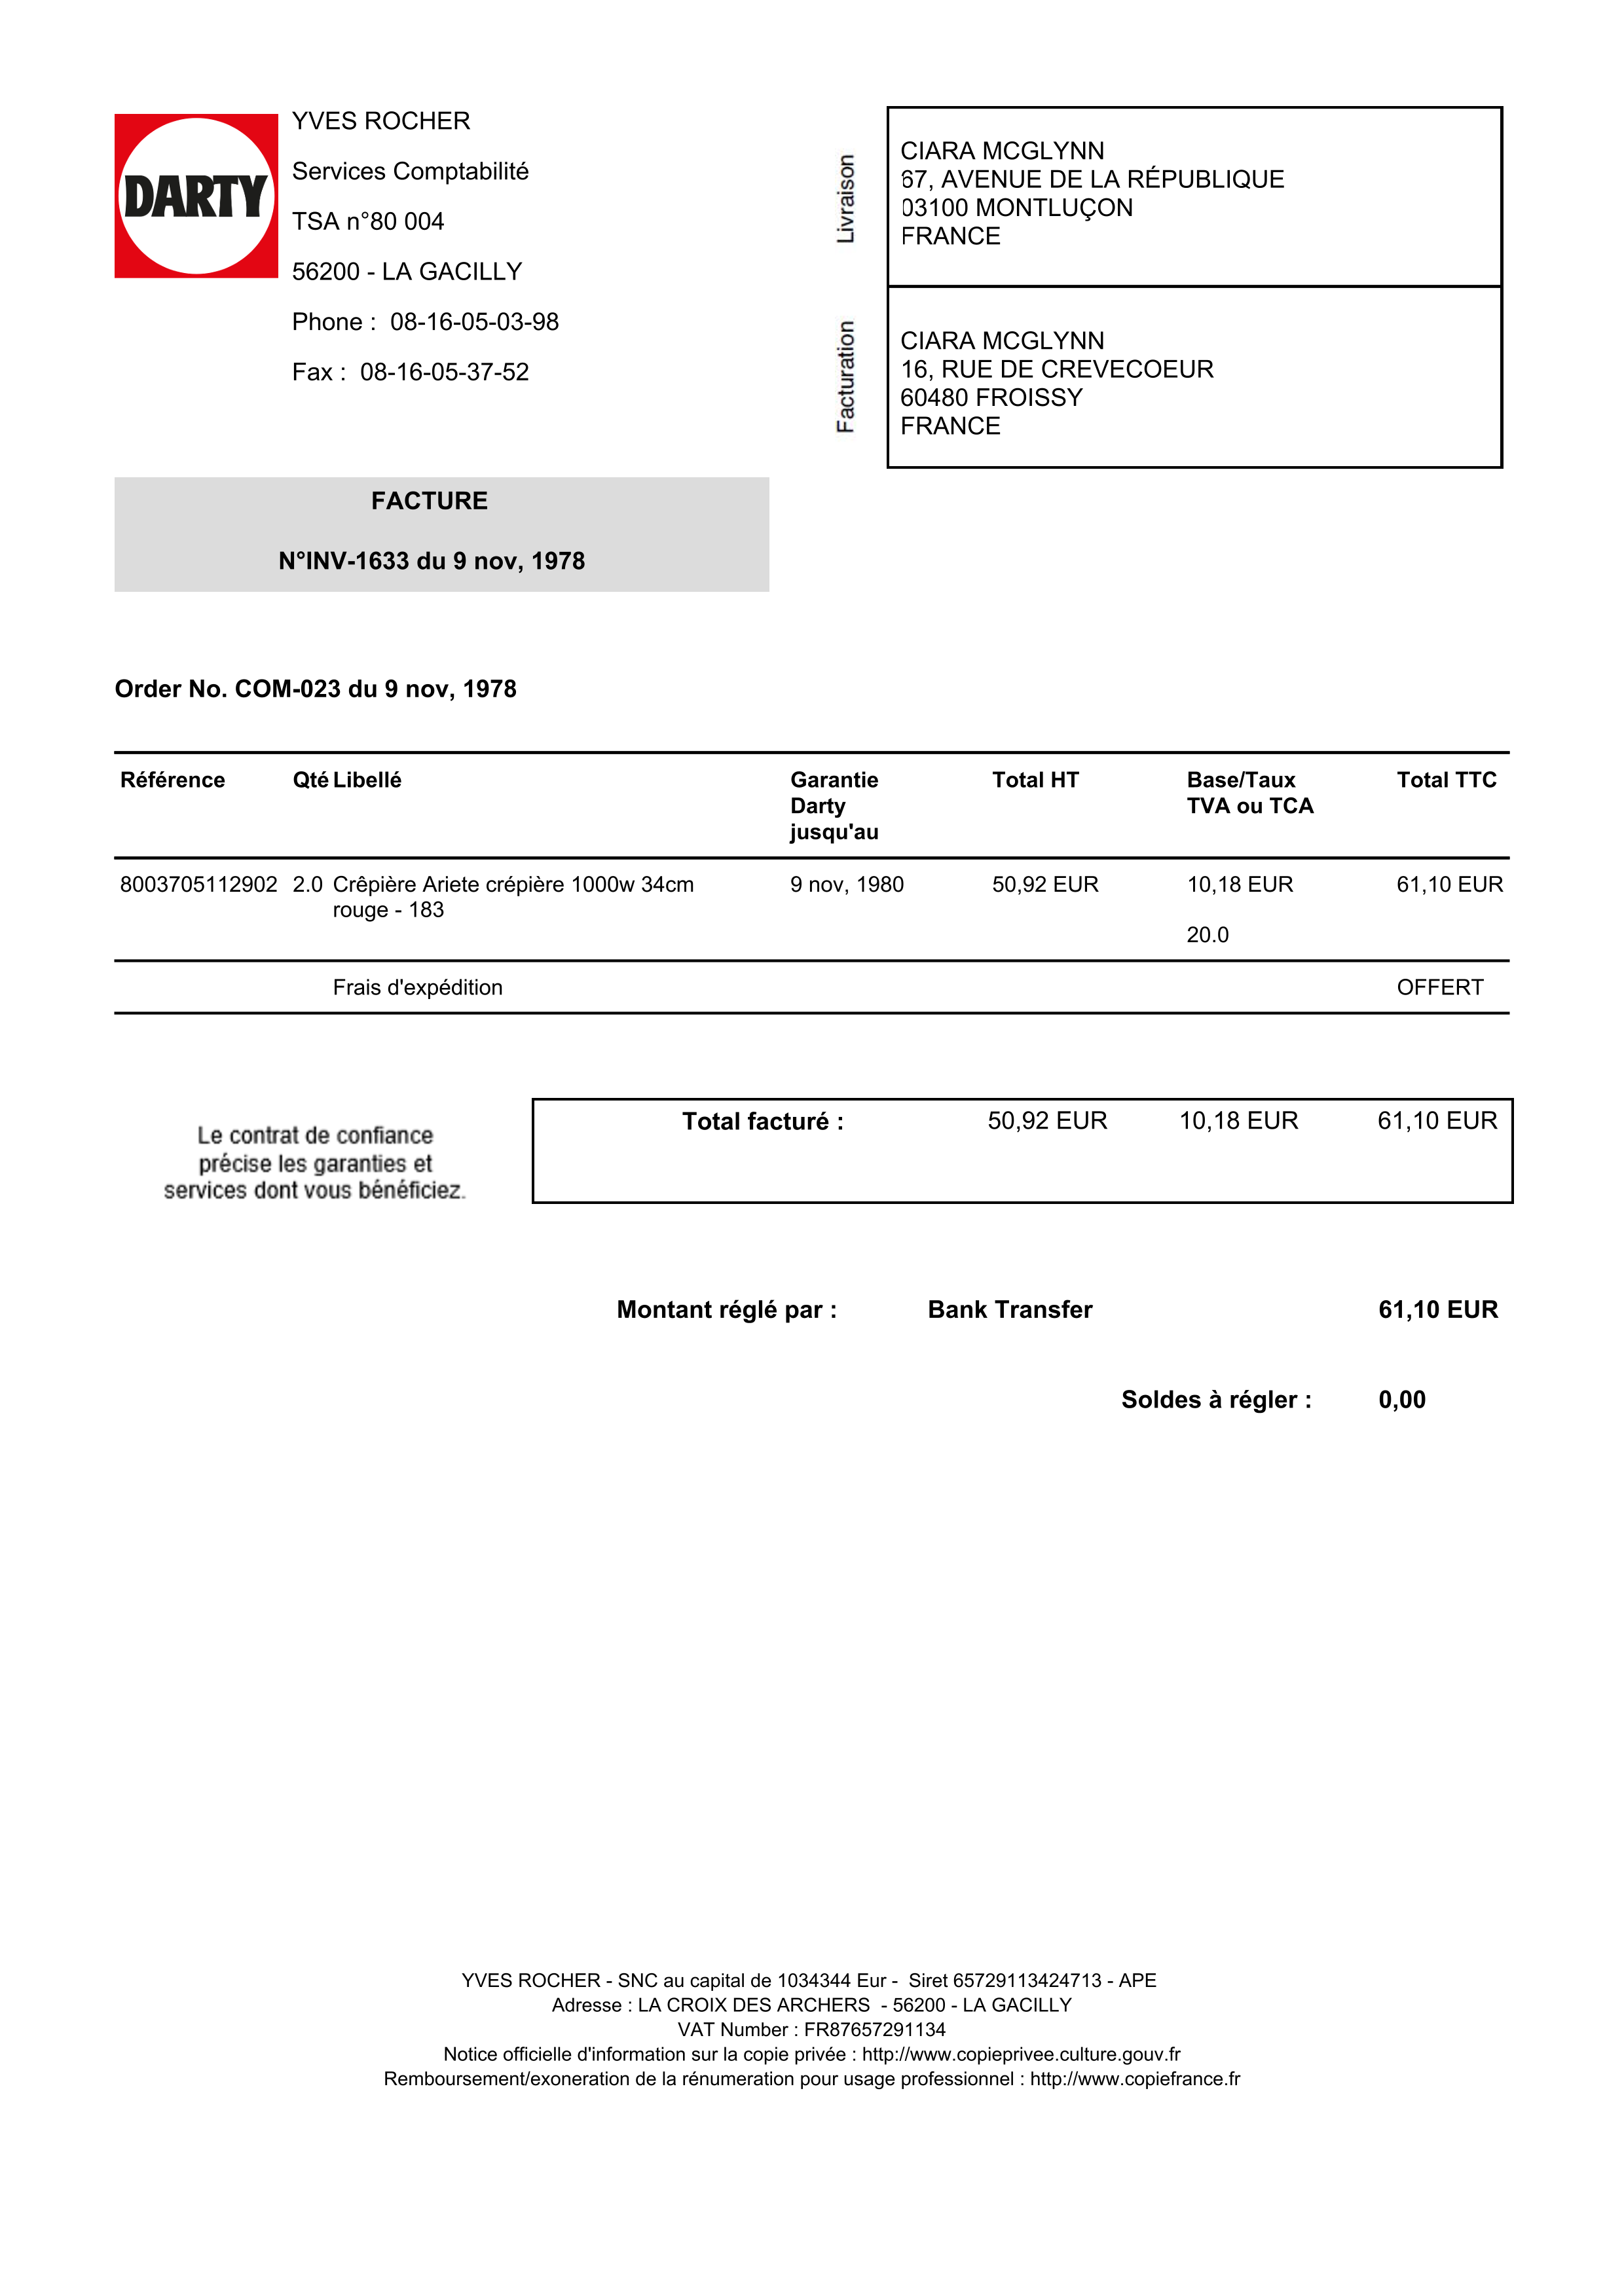 DARTY
YVES ROCHER
Services Comptabilité
TSA n°80 004
56200 - LA GACILLY
Phone :  08-16-05-03-98
Fax :  08-16-05-37-52
Livraison
CIARA MCGLYNN
67, AVENUE DE LA RÉPUBLIQUE
03100 MONTLUÇON
FRANCE
Facturation
CIARA MCGLYNN
16, RUE DE CREVECOEUR
60480 FROISSY
FRANCE
FACTURE
N°INV-1633 du 9 nov, 1978
Order No. COM-023 du 9 nov, 1978
Référence Qté Libellé Garantie Total HT Base/Taux Total TTC
Darty TVA ou TCA
jusqu'au
8003705112902 2.0 Crêpière Ariete crépière 1000w 34cm 9 nov, 1980 50,92 EUR 10,18 EUR 61,10 EUR
rouge - 183
20.0
Frais d'expédition OFFERT
Le contrat de confiance
précise les garanties et
services dont vous bénéficiez.
Total facturé : 50,92 EUR 10,18 EUR 61,10 EUR
Montant réglé par : Bank Transfer 61,10 EUR
Soldes à régler : 0,00
YVES ROCHER - SNC au capital de 1034344 Eur -  Siret 65729113424713 - APE
Adresse : LA CROIX DES ARCHERS  - 56200 - LA GACILLY
VAT Number : FR87657291134
Notice officielle d'information sur la copie privée : http://www.copieprivee.culture.gouv.fr
Remboursement/exoneration de la rénumeration pour usage professionnel : http://www.copiefrance.fr